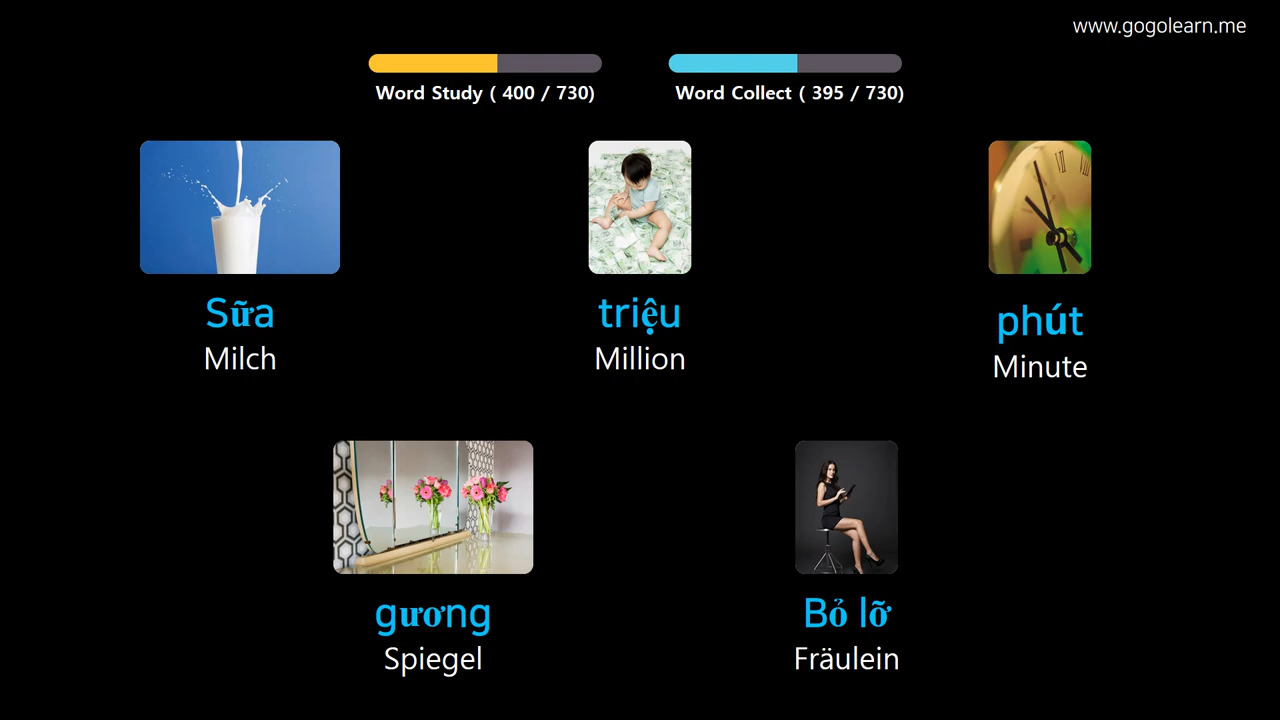 www.gogolearn.me
Word Study ( 400 / 730)
Word Collect ( 395 / 730)
Sữa
Milch
triệu
Million
phút
Minute
gương
Spiegel
Bỏ lỡ
Fräulein